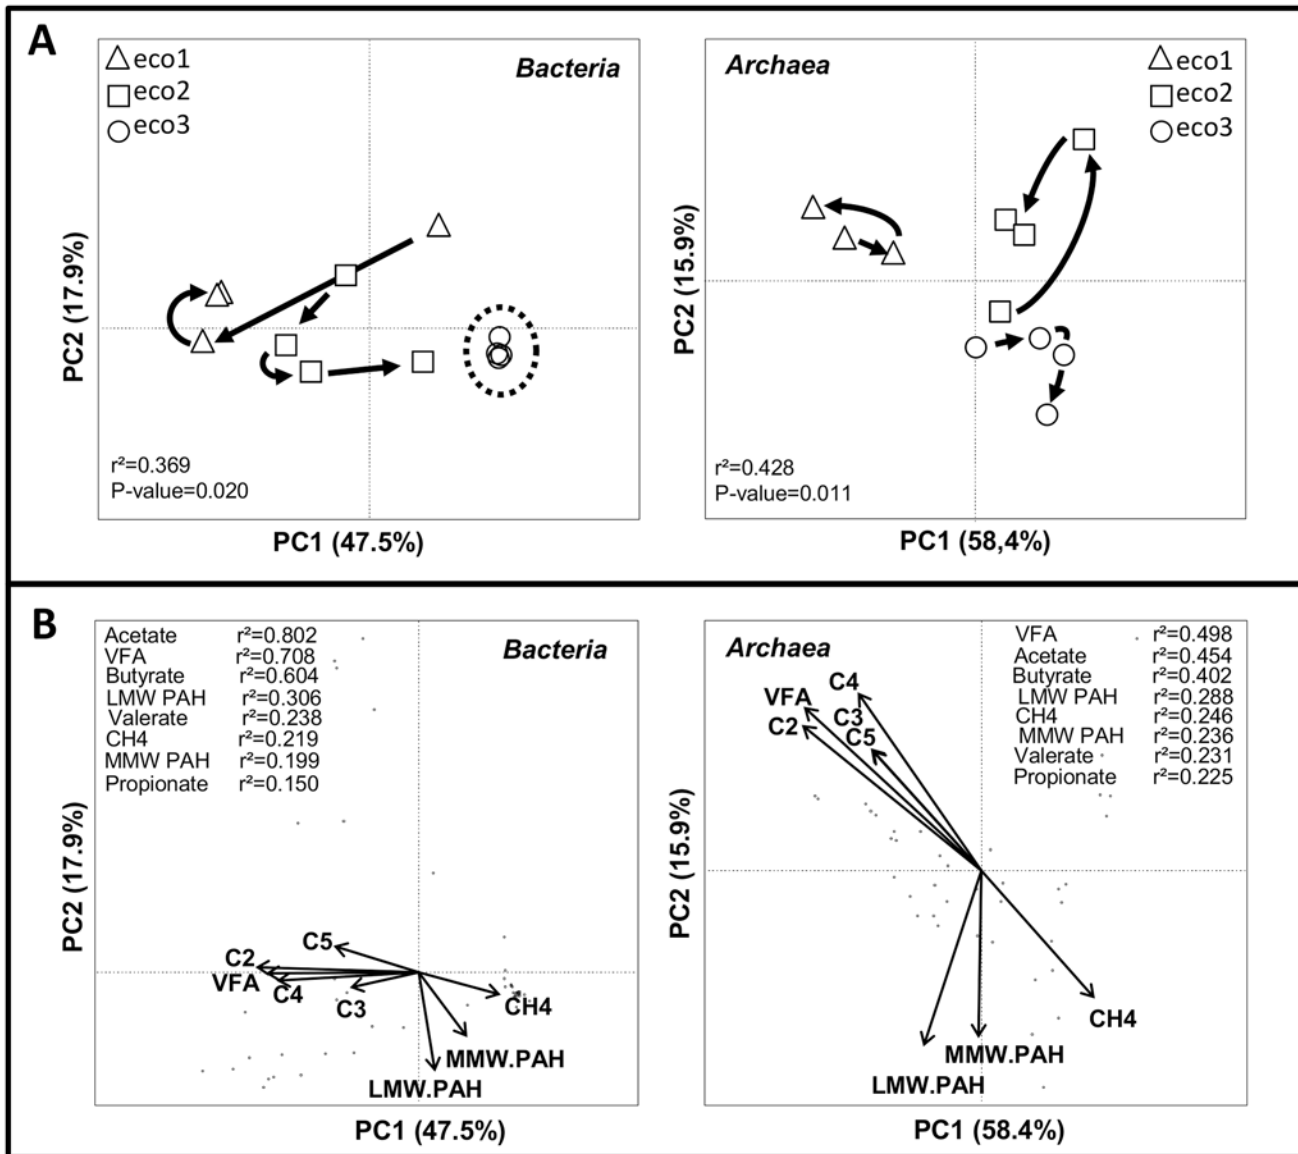 A
eco1
eco2
eco3
Bacteria
PC2 (17.9%)
r²=0.369
P-value=0.020
PC1 (47.5%)
Archaea
eco1
eco2
eco3
PC2 (15.9%)
r²=0.428
P-value=0.011
PC1 (58,4%)
B
Acetate r²=0.802
VFA r²=0.708
Butyrate r²=0.604
LMW PAH r²=0.306
Valerate r²=0.238
CH4 r²=0.219
MMW PAH r²=0.199
Propionate r²=0.150
Bacteria
PC2 (17.9%)
C5
C2
VFA
C4
C3
CH4
MMW.PAH
LMW.PAH
PC1 (47.5%)
Archaea
VFA r²=0.498
Acetate r²=0.454
Butyrate r²=0.402
LMW PAH r²=0.288
CH4 r²=0.246
MMW PAH r²=0.236
Valerate r²=0.231
Propionate r²=0.225
PC2 (15.9%)
C4
VFA
C3
C2
C5
CH4
MMW.PAH
LMW.PAH
PC1 (58.4%)